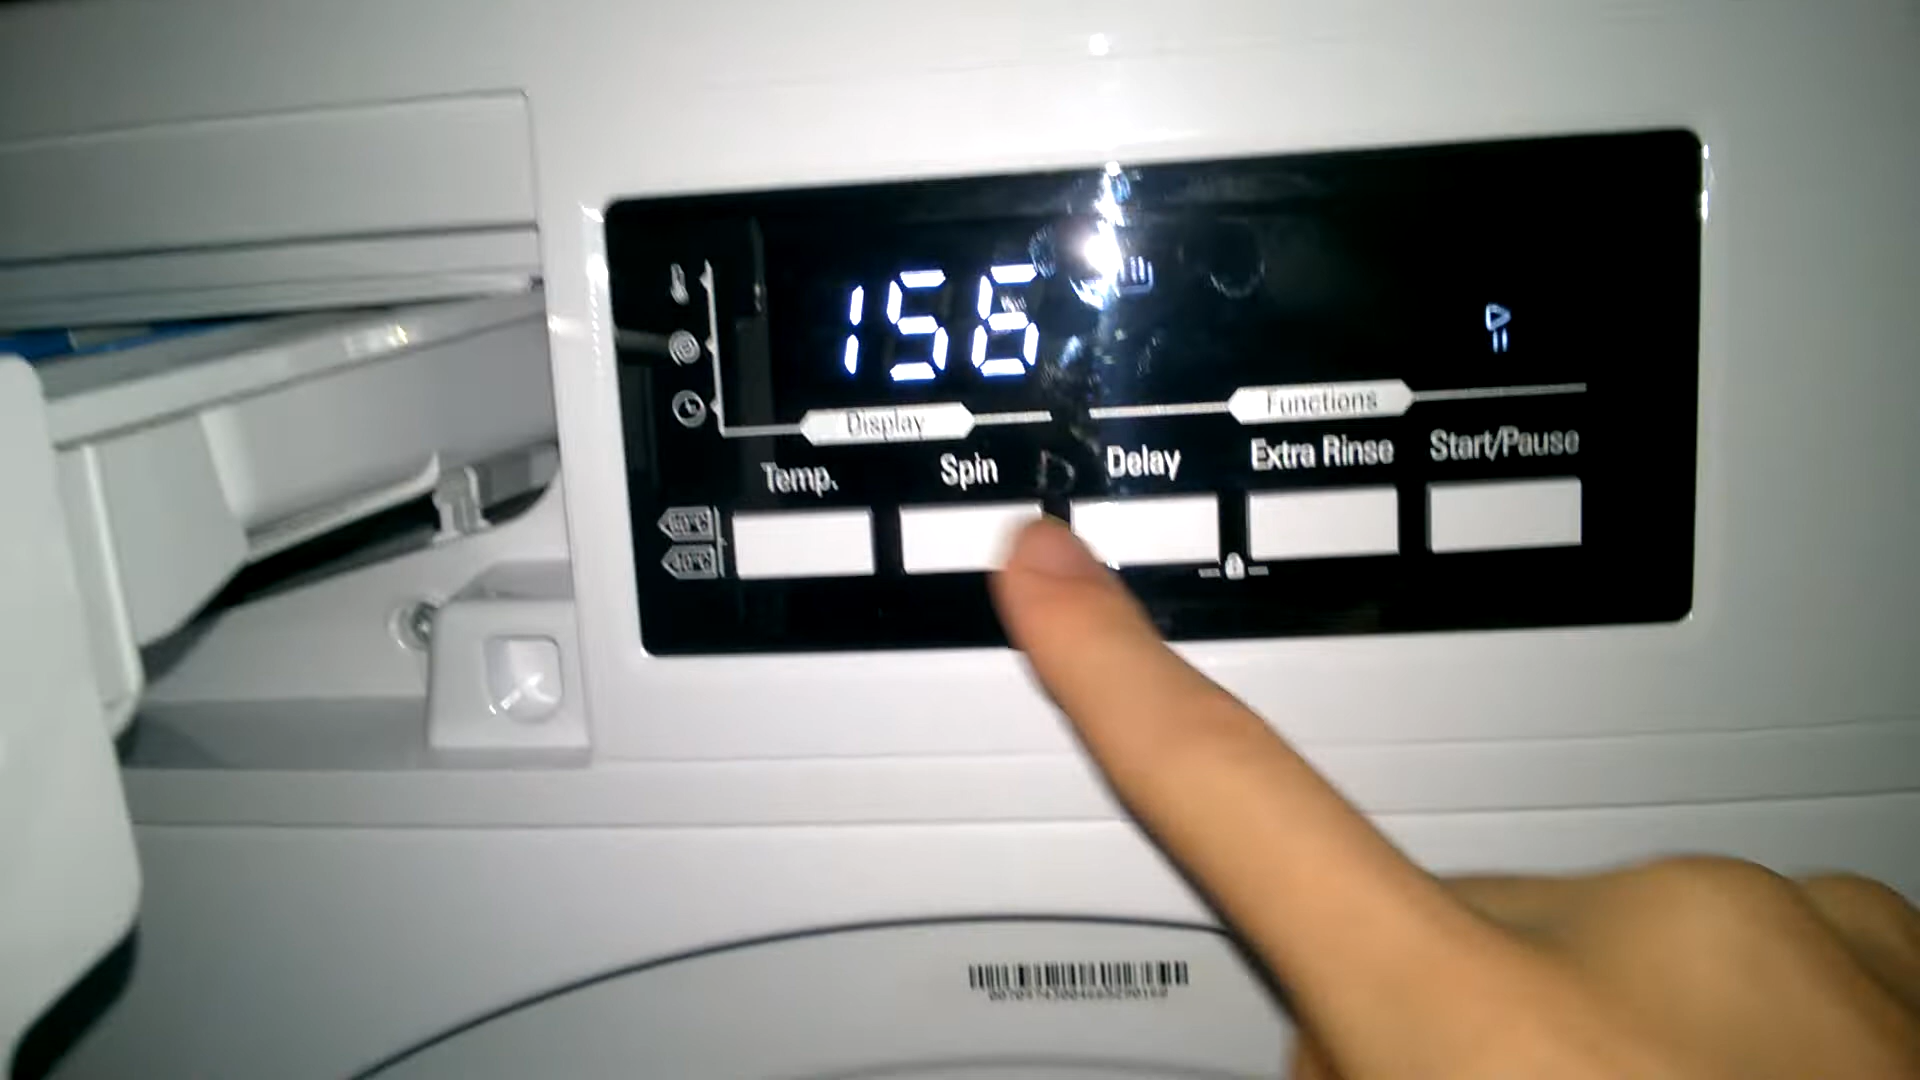 156
Display
Functions
Temp.
Spin
Delay
Extra Rinse
Start/Pause
60°C
40°C